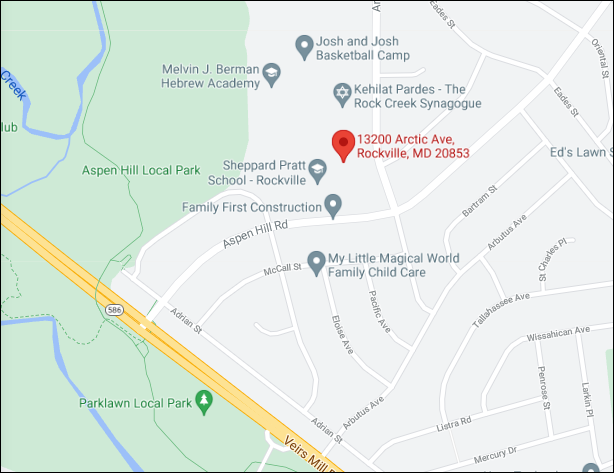 Ar
Eades St
Oriental St
Josh and Josh
Basketball Camp
Melvin J. Berman
Hebrew Academy
Creek
Kehilat Pardes - The
Rock Creek Synagogue
Eades St
lub
13200 Arctic Ave,
Rockville, MD 20853
Ed's Lawn S
Aspen Hill Local Park
Sheppard Pratt
School - Rockville
Family First Construction
Bartram St
Arbutus Ave
Aspen Hill Rd
St Charles Pl
My Little Magical World
Family Child Care
McCall St
586
Adrian St
Pacific Ave
Eloise Ave
Tallahassee Ave
Wissahican Ave
Penrose St
Larkin Pl
Parklawn Local Park
Arbutus Ave
Adrian St
Listra Rd
Veirs Mill R
Mercury Dr